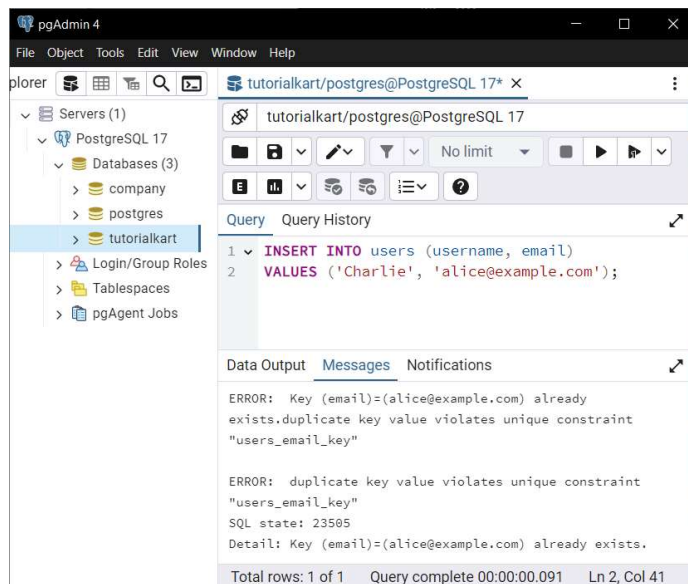 pgAdmin 4
File Object Tools Edit View Window Help
plorer
tutorialkart/postgres@PostgreSQL 17*
Servers (1)
tutorialkart/postgres@PostgreSQL 17
PostgreSQL 17
Databases (3)
No limit
company
postgres
tutorialkart
Login/Group Roles
Tablespaces
pgAgent Jobs
Query Query History
1 INSERT INTO users (username, email)
2 VALUES ('Charlie', 'alice@example.com');
Data Output Messages Notifications
ERROR: Key (email)=(alice@example.com) already
exists.duplicate key value violates unique constraint
"users_email_key"
ERROR: duplicate key value violates unique constraint
"users_email_key"
SQL state: 23505
Detail: Key (email)=(alice@example.com) already exists.
Total rows: 1 of 1 Query complete 00:00:00.091 Ln 2, Col 41